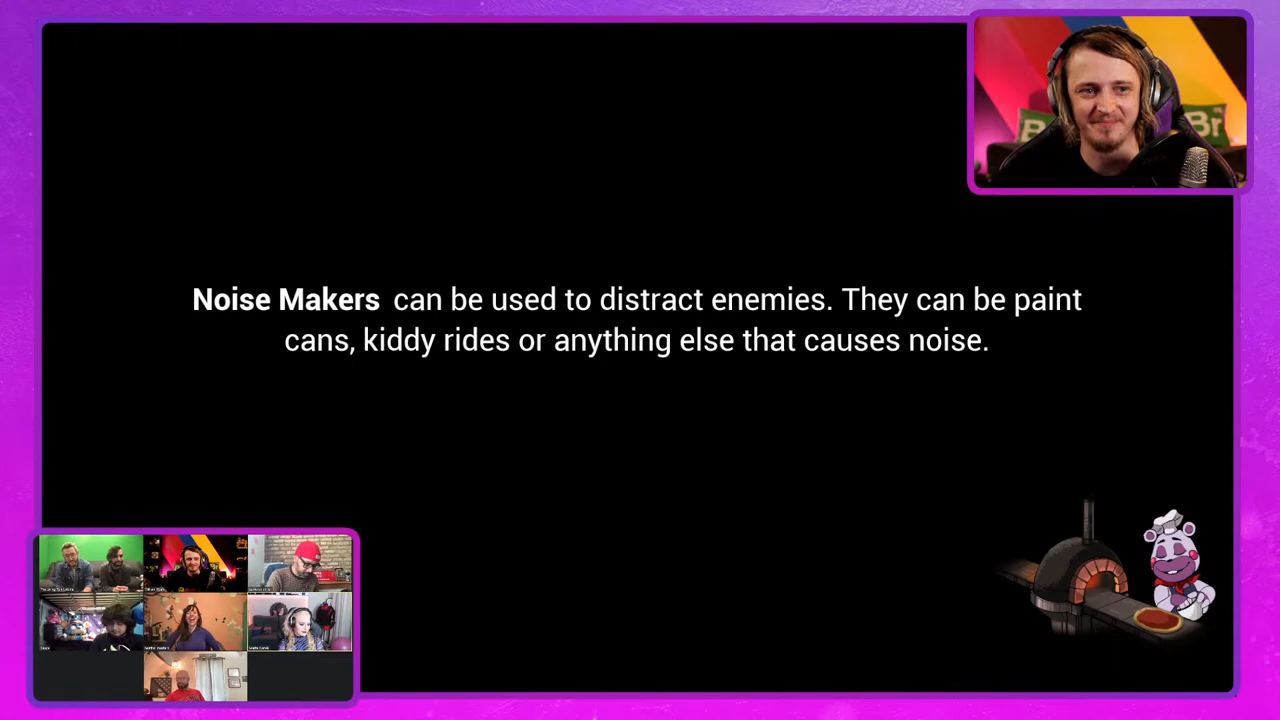 Noise Makers can be used to distract enemies. They can be paint
cans, kiddy rides or anything else that causes noise.
Br